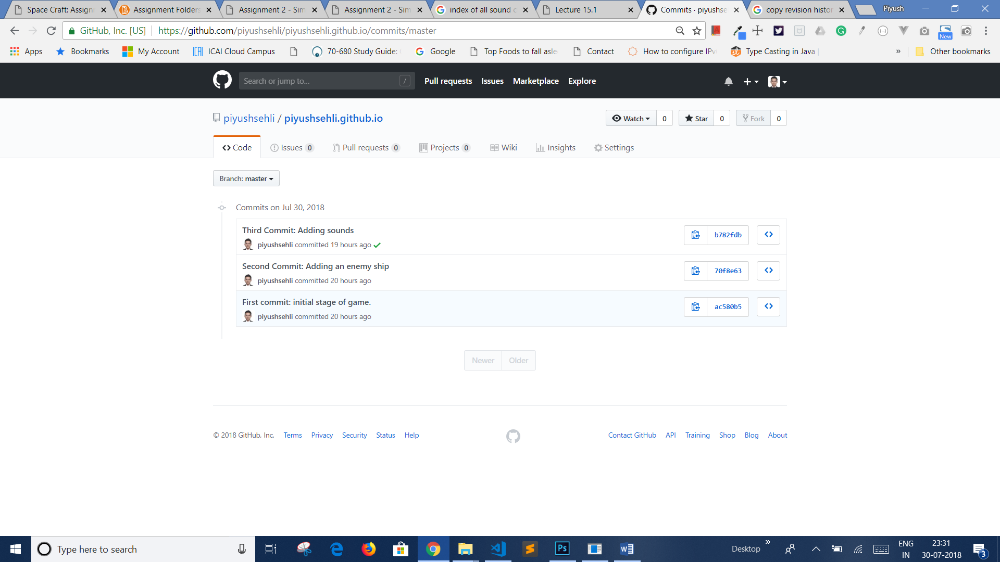 Space Craft: Assignm
Assignment Folders
Assignment 2 - Sim
Assignment 2 - Sim
index of all sound c
Lecture 15.1
Commits · piyushse
copy revision histor
Piyush
GitHub, Inc. [US]
https://github.com/piyushsehli/piyushsehli.github.io/commits/master
New
Apps
Bookmarks
My Account
ICAI Cloud Campus
70-680 Study Guide:
Google
Top Foods to fall asle
Contact
How to configure IPv
Type Casting in Java |
»
Other bookmarks
Search or jump to...
/
Pull requests
Issues
Marketplace
Explore
piyushsehli / piyushsehli.github.io
Watch 0
Star 0
Fork 0
Code
Issues 0
Pull requests 0
Projects 0
Wiki
Insights
Settings
Branch: master
Commits on Jul 30, 2018
Third Commit: Adding sounds
piyushsehli committed 19 hours ago
b782fdb
Second Commit: Adding an enemy ship
piyushsehli committed 20 hours ago
70f8e63
First commit: initial stage of game.
piyushsehli committed 20 hours ago
ac580b5
Newer
Older
© 2018 GitHub, Inc.
Terms
Privacy
Security
Status
Help
Contact GitHub
API
Training
Shop
Blog
About
Type here to search
Ps
Desktop
»
ENG
IN
23:31
30-07-2018
3